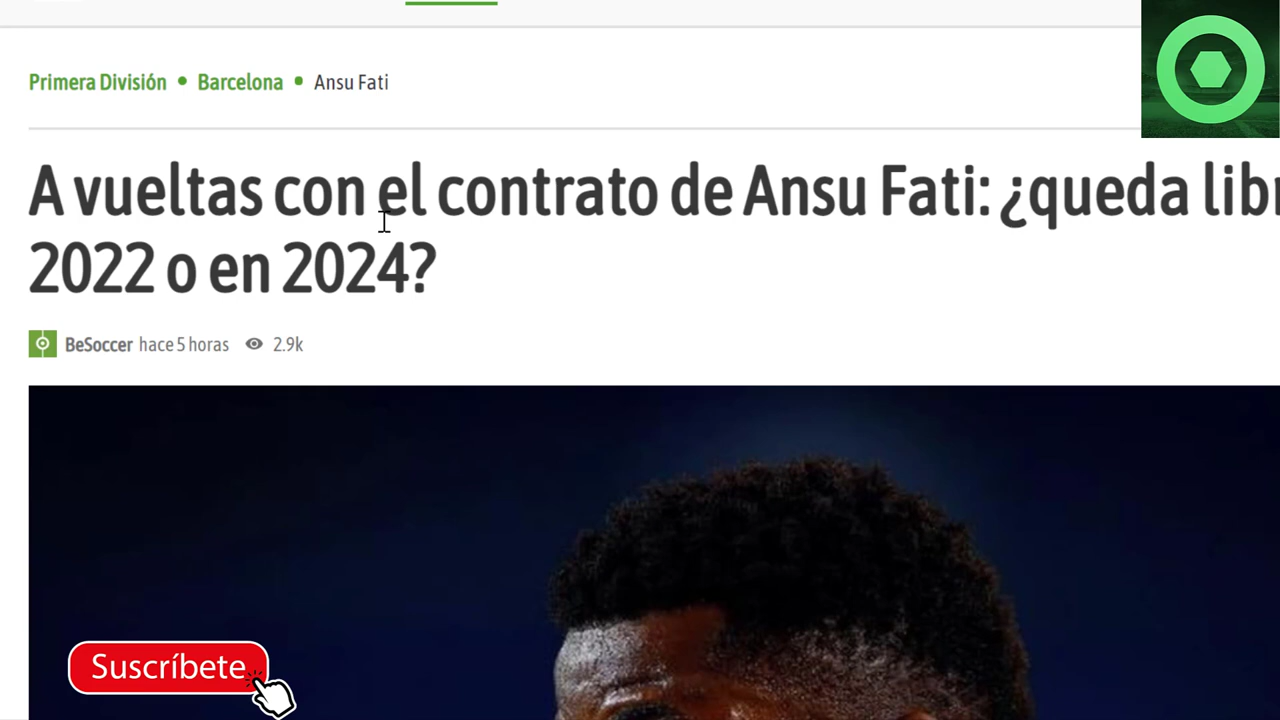 Primera División • Barcelona • Ansu Fati
A vueltas con el contrato de Ansu Fati: ¿queda
2022 o en 2024?
BeSoccer hace 5 horas 2.9k
Suscríbete